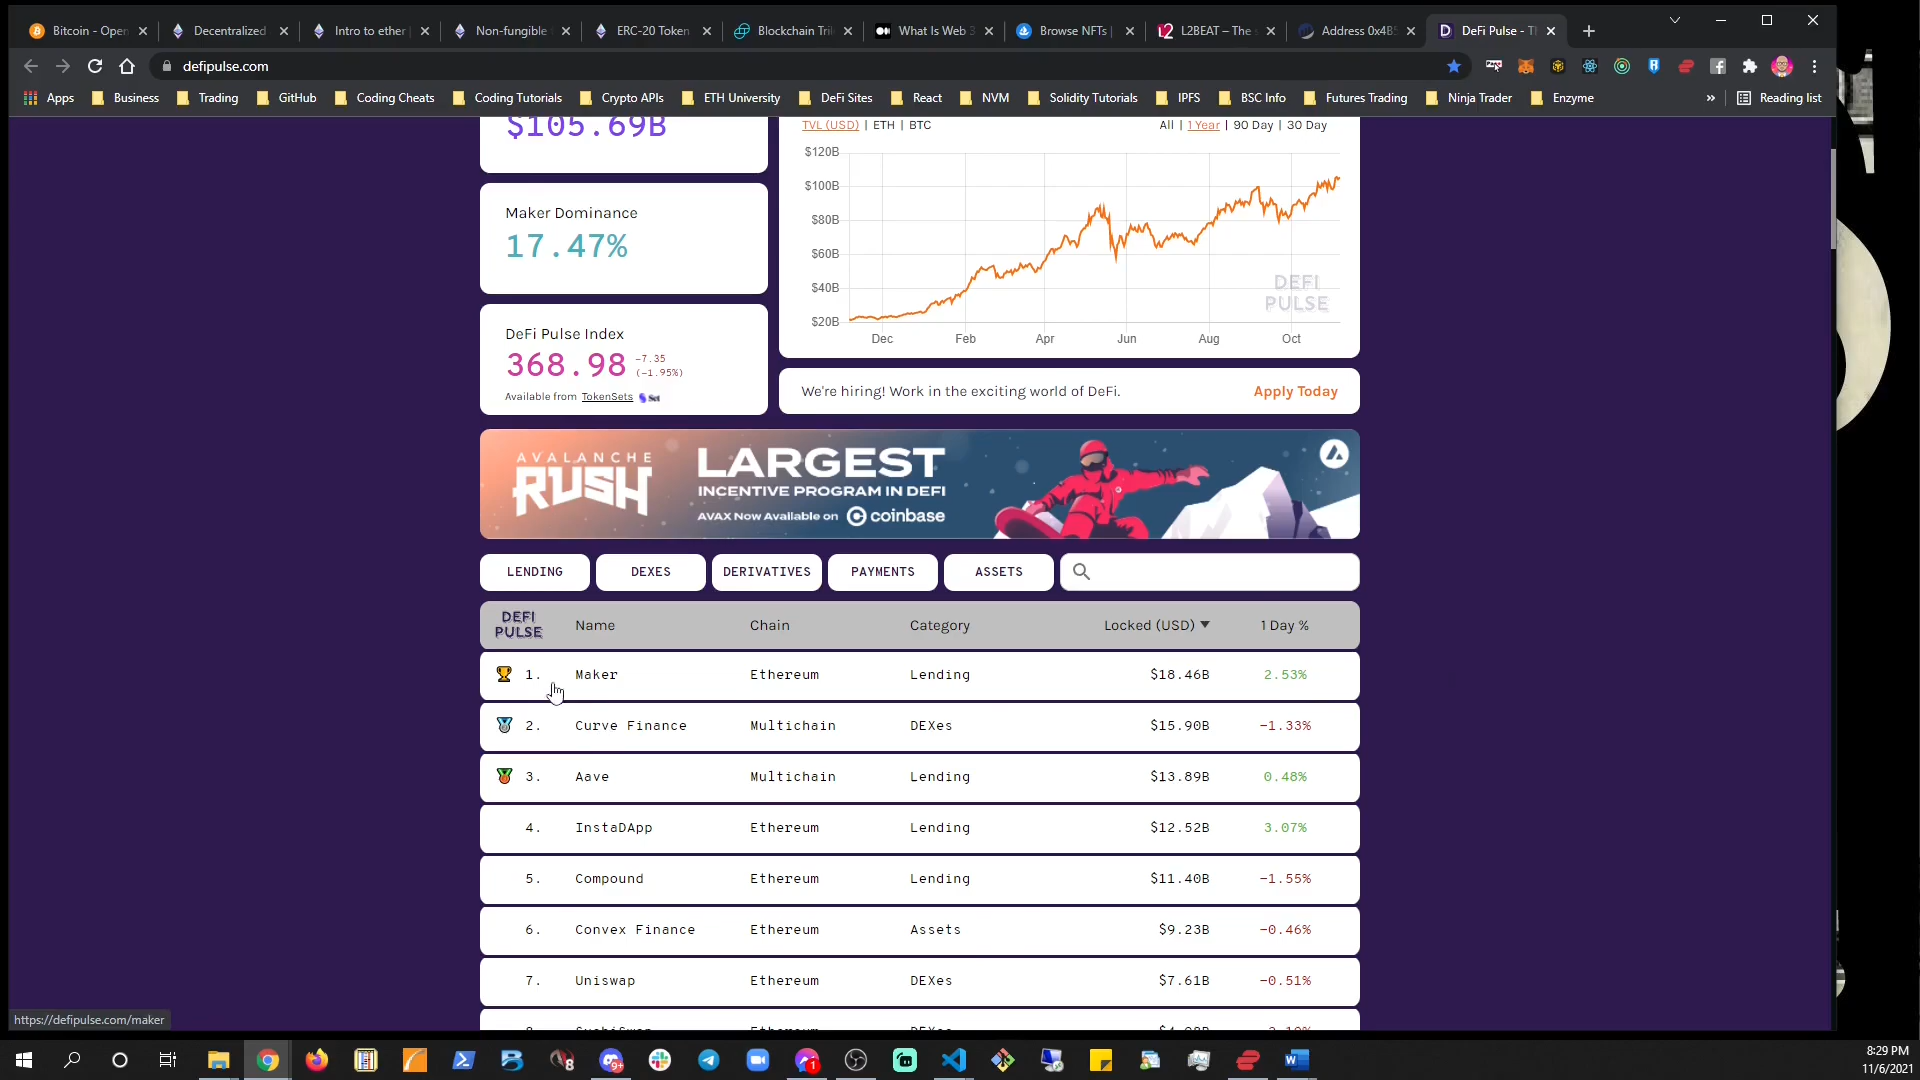 Bitcoin - Open
Decentralized
Intro to ether
Non-fungible
ERC-20 Token
Blockchain Tril
What Is Web 3
Browse NFTs |
L2BEAT – The s
Address 0x4B5
DeFi Pulse - Th
defipulse.com
Apps
Business
Trading
GitHub
Coding Cheats
Coding Tutorials
Crypto APIs
ETH University
DeFi Sites
React
NVM
Solidity Tutorials
IPFS
BSC Info
Futures Trading
Ninja Trader
Enzyme
»
Reading list
$105.69B
TVL (USD) | ETH | BTC
All | 1 Year | 90 Day | 30 Day
$120B
$100B
$80B
$60B
$40B
$20B
Dec Feb Apr Jun Aug Oct
DEFI
PULSE
Maker Dominance
17.47%
DeFi Pulse Index
368.98 -7.35
(-1.95%)
Available from TokenSets Set
We're hiring! Work in the exciting world of DeFi. Apply Today
AVALANCHE
RUSH
LARGEST
INCENTIVE PROGRAM IN DEFI
AVAX Now Available on coinbase
LENDING DEXES DERIVATIVES PAYMENTS ASSETS
DEFI
PULSE Name Chain Category Locked (USD) ▼ 1 Day %
1. Maker Ethereum Lending $18.46B 2.53%
2. Curve Finance Multichain DEXes $15.90B -1.33%
3. Aave Multichain Lending $13.89B 0.48%
4. InstaDApp Ethereum Lending $12.52B 3.07%
5. Compound Ethereum Lending $11.40B -1.55%
6. Convex Finance Ethereum Assets $9.23B -0.46%
7. Uniswap Ethereum DEXes $7.61B -0.51%
https://defipulse.com/maker
8:29 PM
11/6/2021